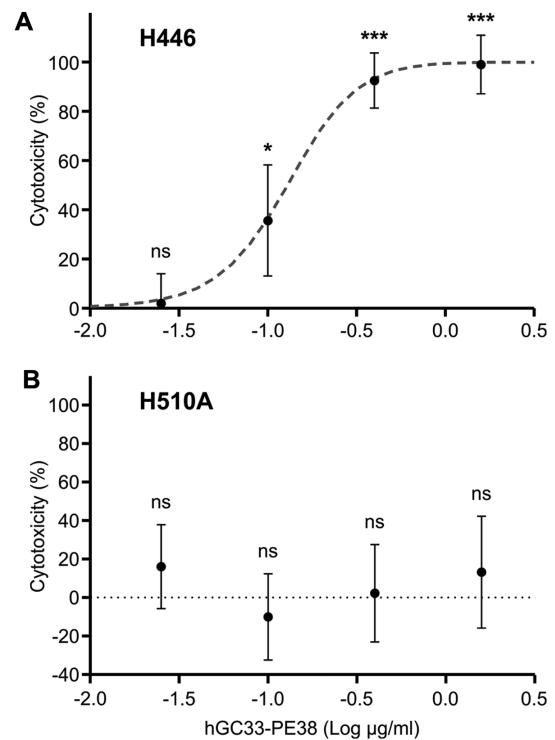 A
H446
Cytotoxicity (%)
100
80
60
40
20
0
ns
*
***
***
-2.0 -1.5 -1.0 -0.5 0.0 0.5
B
H510A
Cytotoxicity (%)
100
80
60
40
20
0
-20
-40
ns
ns
ns
ns
-2.0 -1.5 -1.0 -0.5 0.0 0.5
hGC33-PE38 (Log µg/ml)